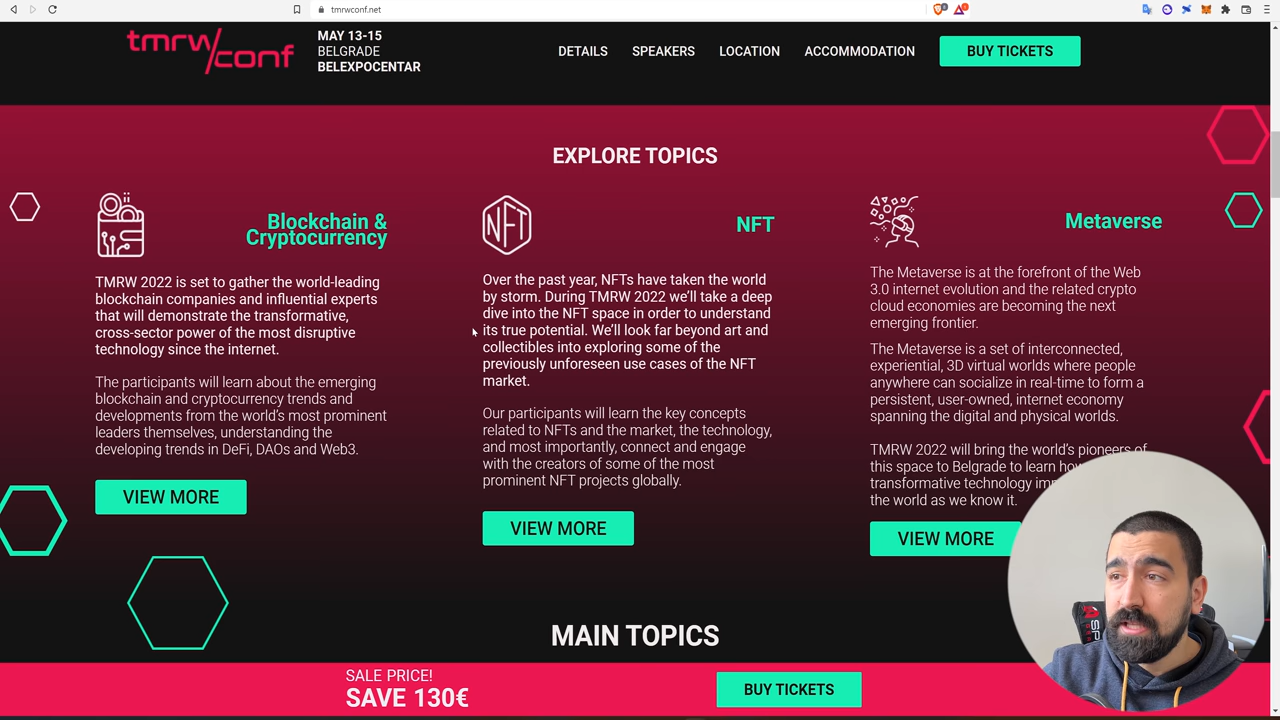 tmrwconf.net
tmrw/conf
MAY 13-15
BELGRADE
BELEXPOCENTAR
DETAILS
SPEAKERS
LOCATION
ACCOMMODATION
BUY TICKETS
EXPLORE TOPICS
Blockchain &
Cryptocurrency
TMRW 2022 is set to gather the world-leading
blockchain companies and influential experts
that will demonstrate the transformative,
cross-sector power of the most disruptive
technology since the internet.
The participants will learn about the emerging
blockchain and cryptocurrency trends and
developments from the world's most prominent
leaders themselves, understanding the
developing trends in DeFi, DAOs and Web3.
VIEW MORE
NFT
NFT
Over the past year, NFTs have taken the world
by storm. During TMRW 2022 we'll take a deep
dive into the NFT space in order to understand
its true potential. We'll look far beyond art and
collectibles into exploring some of the
previously unforeseen use cases of the NFT
market.
Our participants will learn the key concepts
related to NFTs and the market, the technology,
and most importantly, connect and engage
with the creators of some of the most
prominent NFT projects globally.
VIEW MORE
Metaverse
The Metaverse is at the forefront of the Web
3.0 internet evolution and the related crypto
cloud economies are becoming the next
emerging frontier.
The Metaverse is a set of interconnected,
experiential, 3D virtual worlds where people
anywhere can socialize in real-time to form a
persistent, user-owned, internet economy
spanning the digital and physical worlds.
TMRW 2022 will bring the world's pioneers of
this space to Belgrade to learn how
transformative technology
the world as we know it.
VIEW MORE
MAIN TOPICS
SALE PRICE!
SAVE 130€
BUY TICKETS